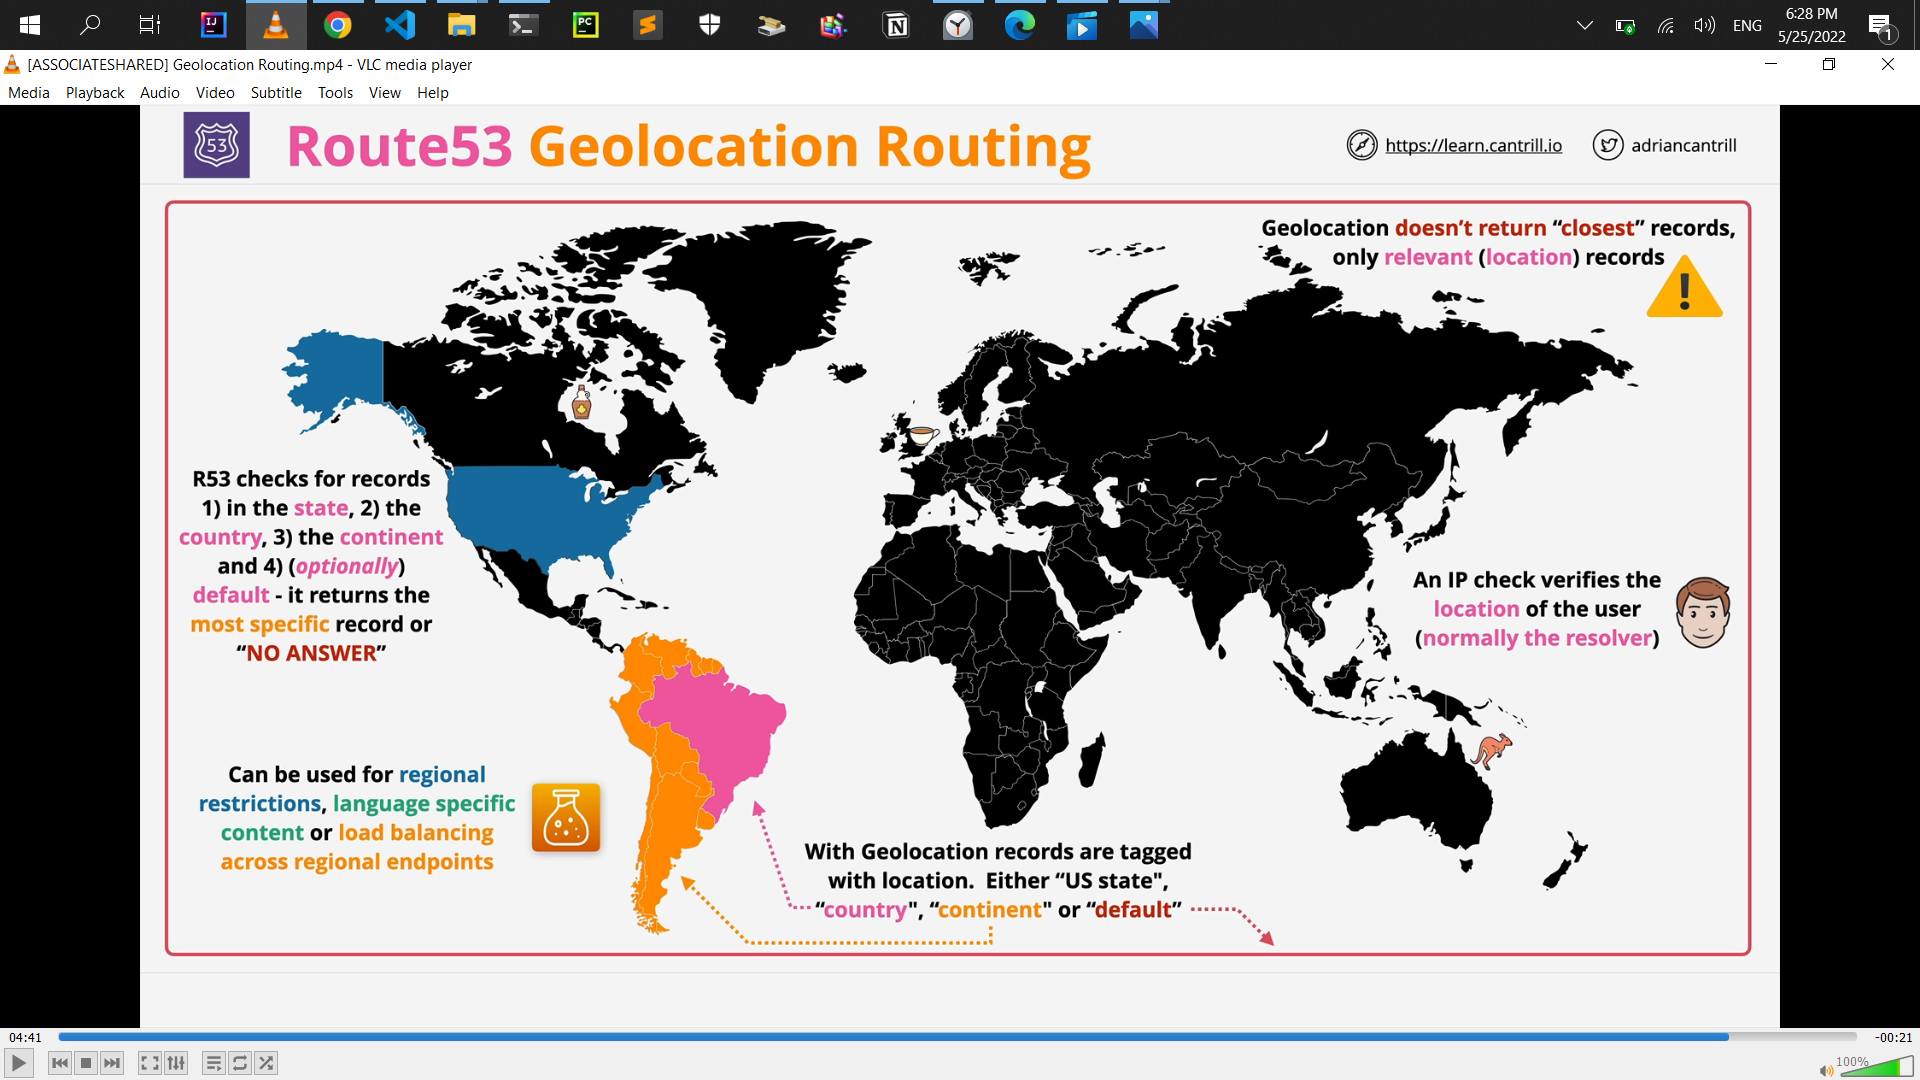 IJ
PC
N
ENG
6:28 PM
5/25/2022
1
[ASSOCIATESHARED] Geolocation Routing.mp4 - VLC media player
Media Playback Audio Video Subtitle Tools View Help
53
Route53 Geolocation Routing
https://learn.cantrill.io
adriancantrill
Geolocation doesn’t return “closest” records,
only relevant (location) records
!
R53 checks for records
1) in the state, 2) the
country, 3) the continent
and 4) (optionally)
default - it returns the
most specific record or
“NO ANSWER”
An IP check verifies the
location of the user
(normally the resolver)
Can be used for regional
restrictions, language specific
content or load balancing
across regional endpoints
With Geolocation records are tagged
with location. Either “US state",
“country", “continent" or “default”
04:41
-00:21
100%